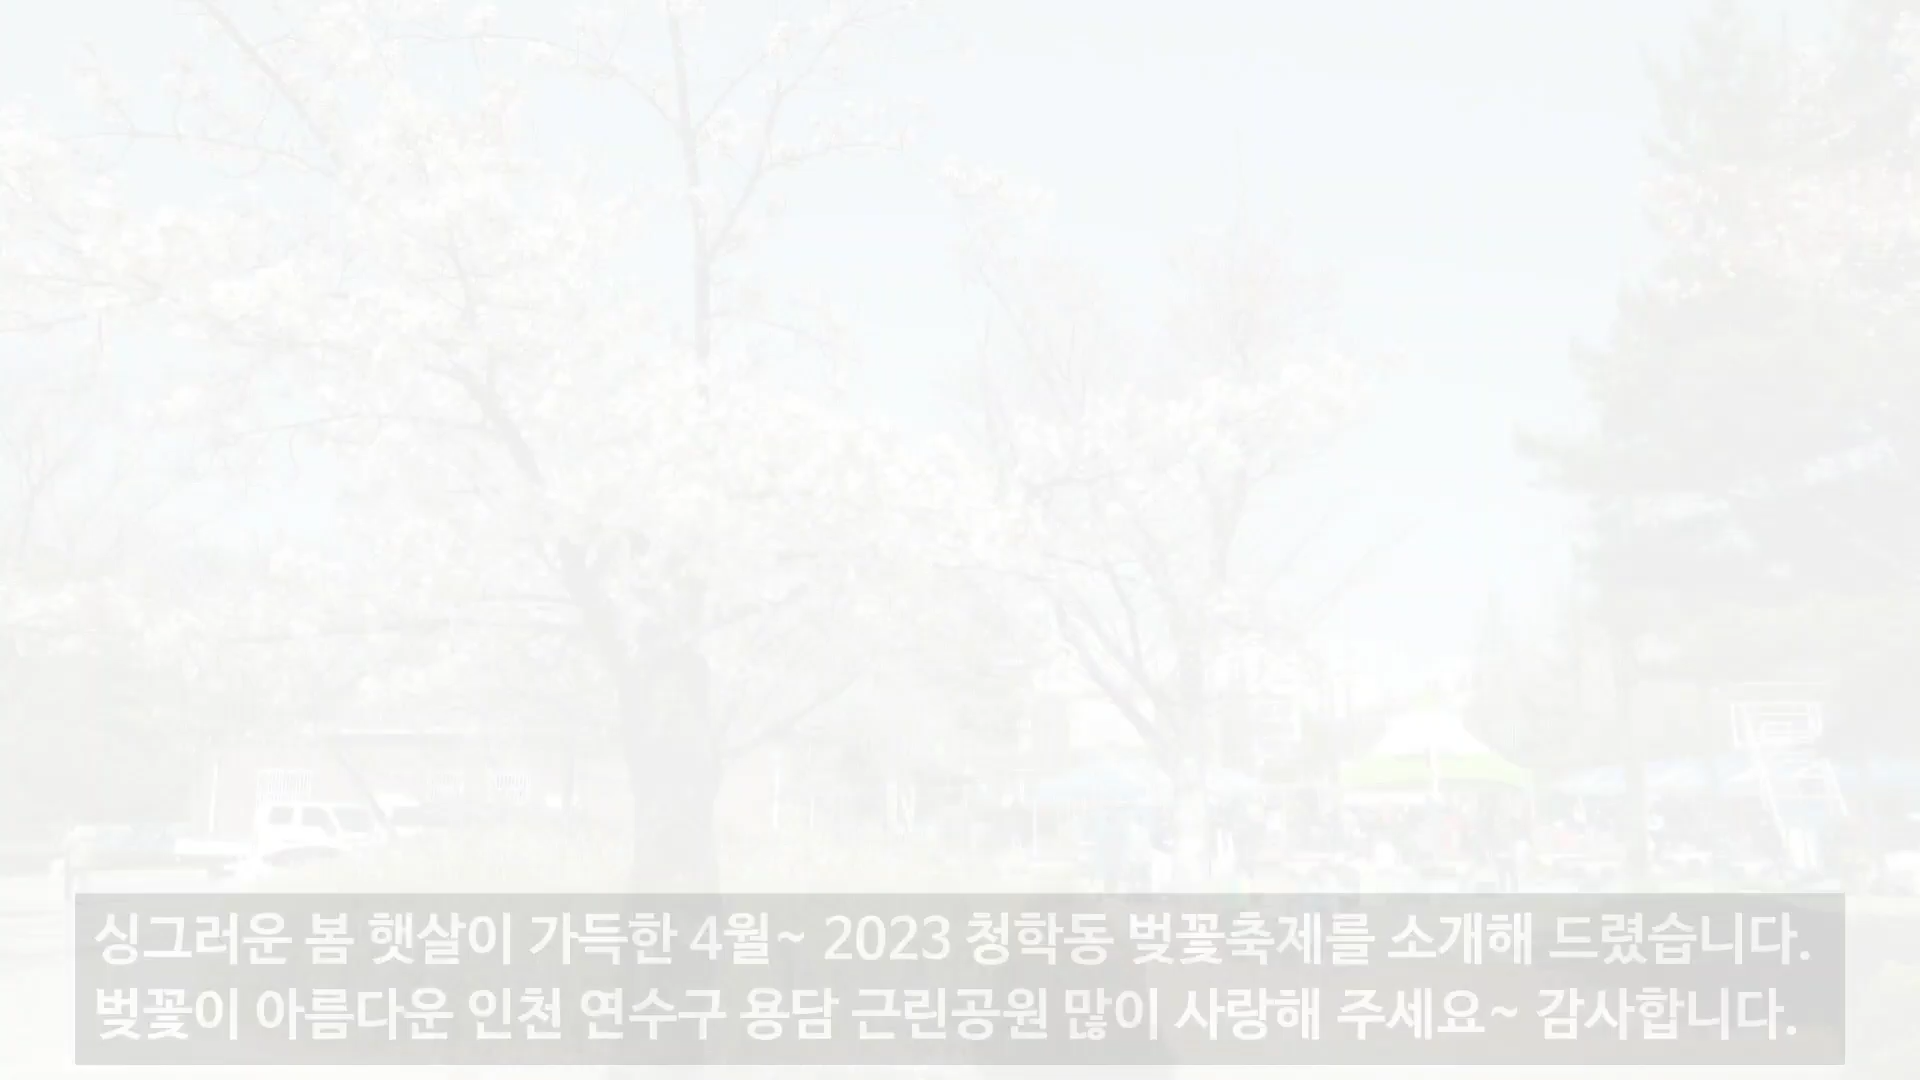 싱그러운 봄 햇살이 가득한 4월~ 2023 청학동 벚꽃축제를 소개해 드렸습니다.
벚꽃이 아름다운 인천 연수구 용담 근린공원 많이 사랑해 주세요~ 감사합니다.